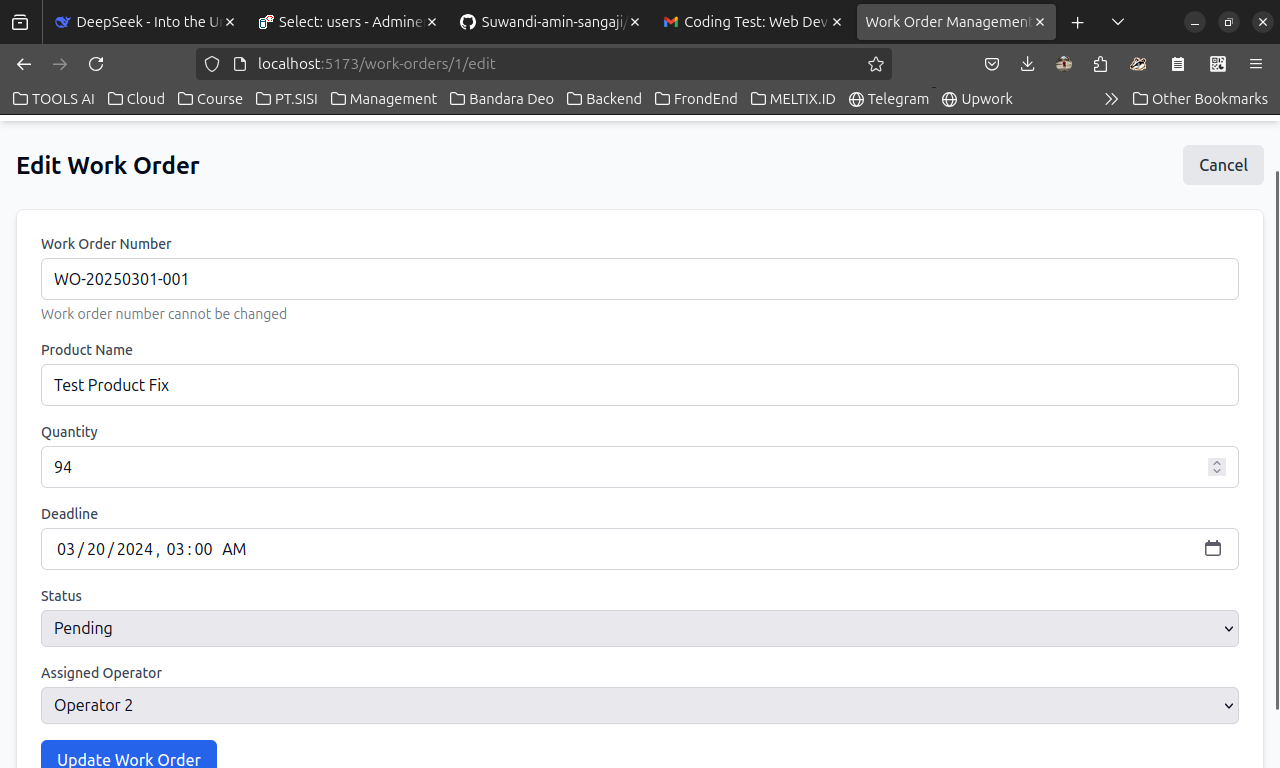 DeepSeek - Into the Un
Select: users - Adminer
Suwandi-amin-sangaji/
Coding Test: Web Dev
Work Order Management
localhost:5173/work-orders/1/edit
TOOLS AI
Cloud
Course
PT.SISI
Management
Bandara Deo
Backend
FrondEnd
MELTIX.ID
Telegram
Upwork
Other Bookmarks
Edit Work Order
Cancel
Work Order Number
WO-20250301-001
Work order number cannot be changed
Product Name
Test Product Fix
Quantity
94
Deadline
03/20/2024, 03:00 AM
Status
Pending
Assigned Operator
Operator 2
Update Work Order